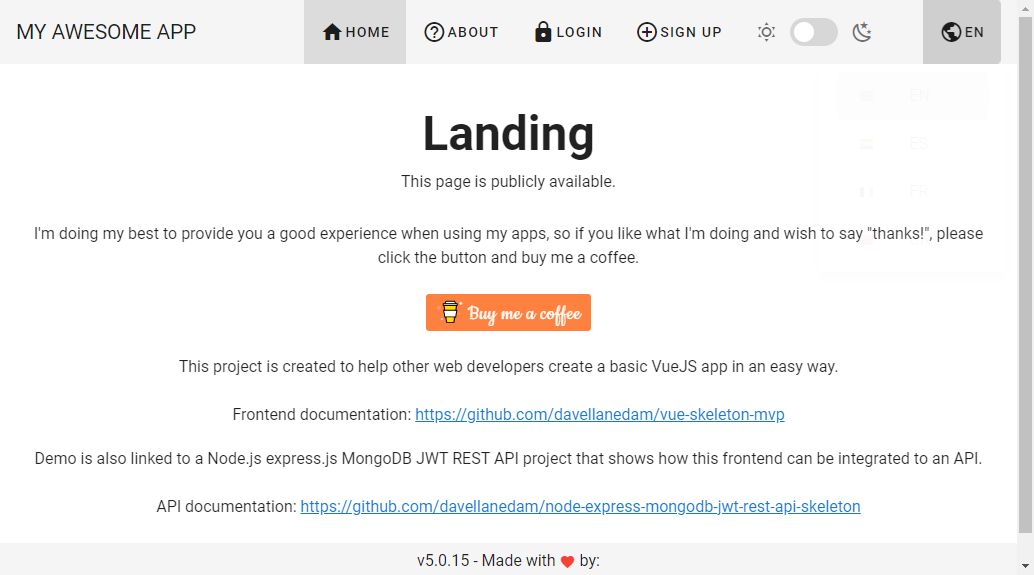 MY AWESOME APP
HOME
ABOUT
LOGIN
SIGN UP
EN
EN
ES
FR
Landing
This page is publicly available.
I'm doing my best to provide you a good experience when using my apps, so if you like what I'm doing and wish to say "thanks!", please
click the button and buy me a coffee.
Buy me a coffee
This project is created to help other web developers create a basic VueJS app in an easy way.
Frontend documentation: https://github.com/davellanedam/vue-skeleton-mvp
Demo is also linked to a Node.js express.js MongoDB JWT REST API project that shows how this frontend can be integrated to an API.
API documentation: https://github.com/davellanedam/node-express-mongodb-jwt-rest-api-skeleton
v5.0.15 - Made with by: